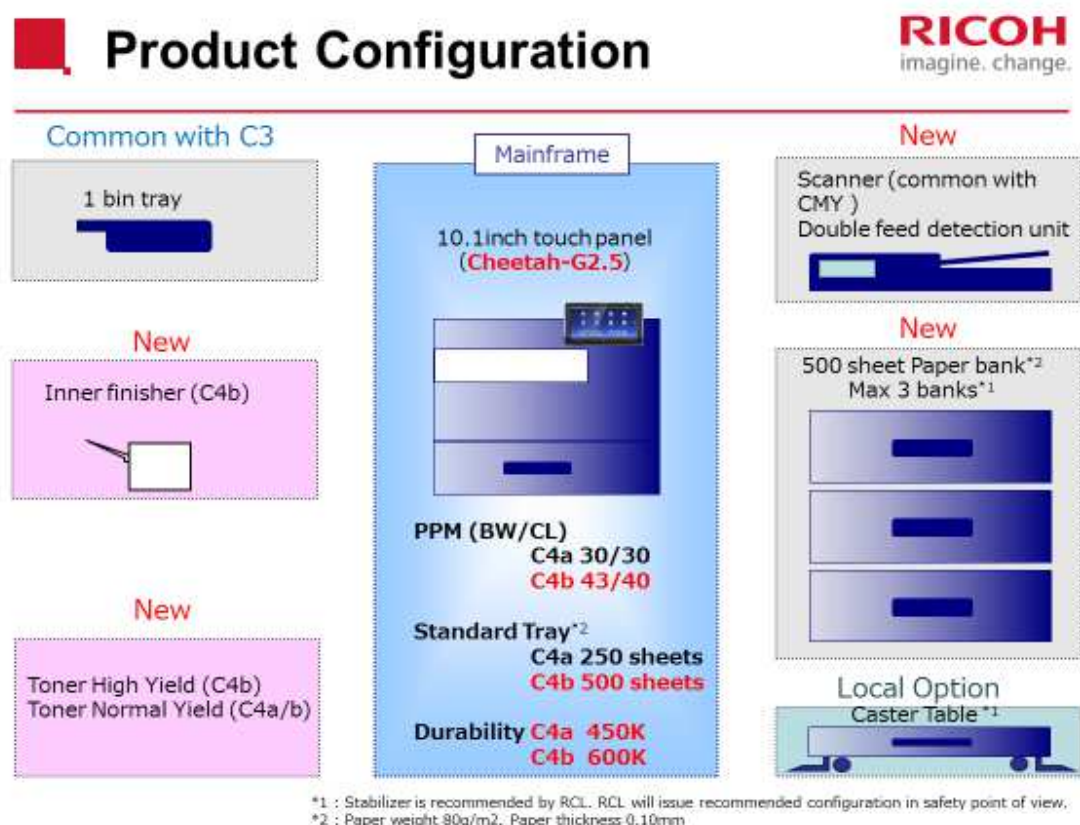 Product Configuration
RICOH
imagine. change.
Common with C3
1 bin tray
New
Inner finisher (C4b)
New
Toner High Yield (C4b)
Toner Normal Yield (C4a/b)
Mainframe
10.1inch touch panel
(Cheetah-G2.5)
PPM (BW/CL)
C4a 30/30
C4b 43/40
Standard Tray*2
C4a 250 sheets
C4b 500 sheets
Durability C4a 450K
C4b 600K
New
Scanner (common with
CMY )
Double feed detection unit
New
500 sheet Paper bank*2
Max 3 banks*1
Local Option
Caster Table *1
*1 : Stabilizer is recommended by RCL. RCL will issue recommended configuration in safety point of view.
*2 : Paper weight 80g/m2, Paper thickness 0.10mm